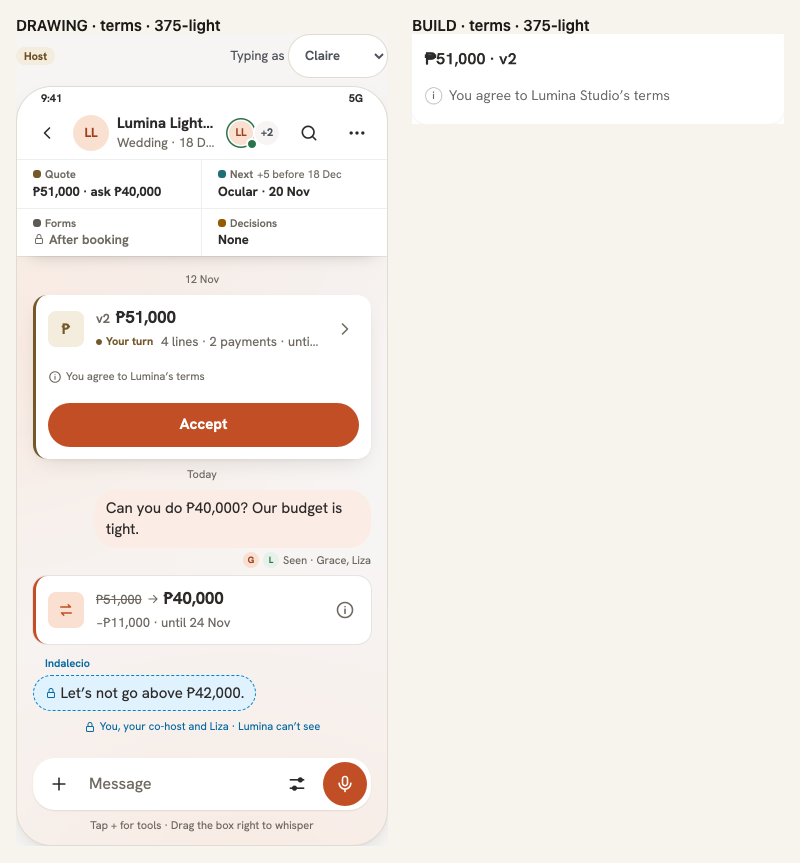 DRAWING · terms · 375-light
Host
Typing as
Claire
9:41
5G
LL
Lumina Light...
Wedding · 18 D...
LL
+2
Quote
₱51,000 · ask ₱40,000
Next +5 before 18 Dec
Ocular · 20 Nov
Forms
After booking
Decisions
None
12 Nov
₱
v2 ₱51,000
Your turn 4 lines · 2 payments · unti...
You agree to Lumina's terms
Accept
Today
Can you do ₱40,000? Our budget is
tight.
G L Seen · Grace, Liza
₱51,000 → ₱40,000
−₱11,000 · until 24 Nov
Indalecio
Let's not go above ₱42,000.
You, your co-host and Liza · Lumina can't see
Message
Tap + for tools · Drag the box right to whisper
BUILD · terms · 375-light
₱51,000 · v2
You agree to Lumina Studio's terms